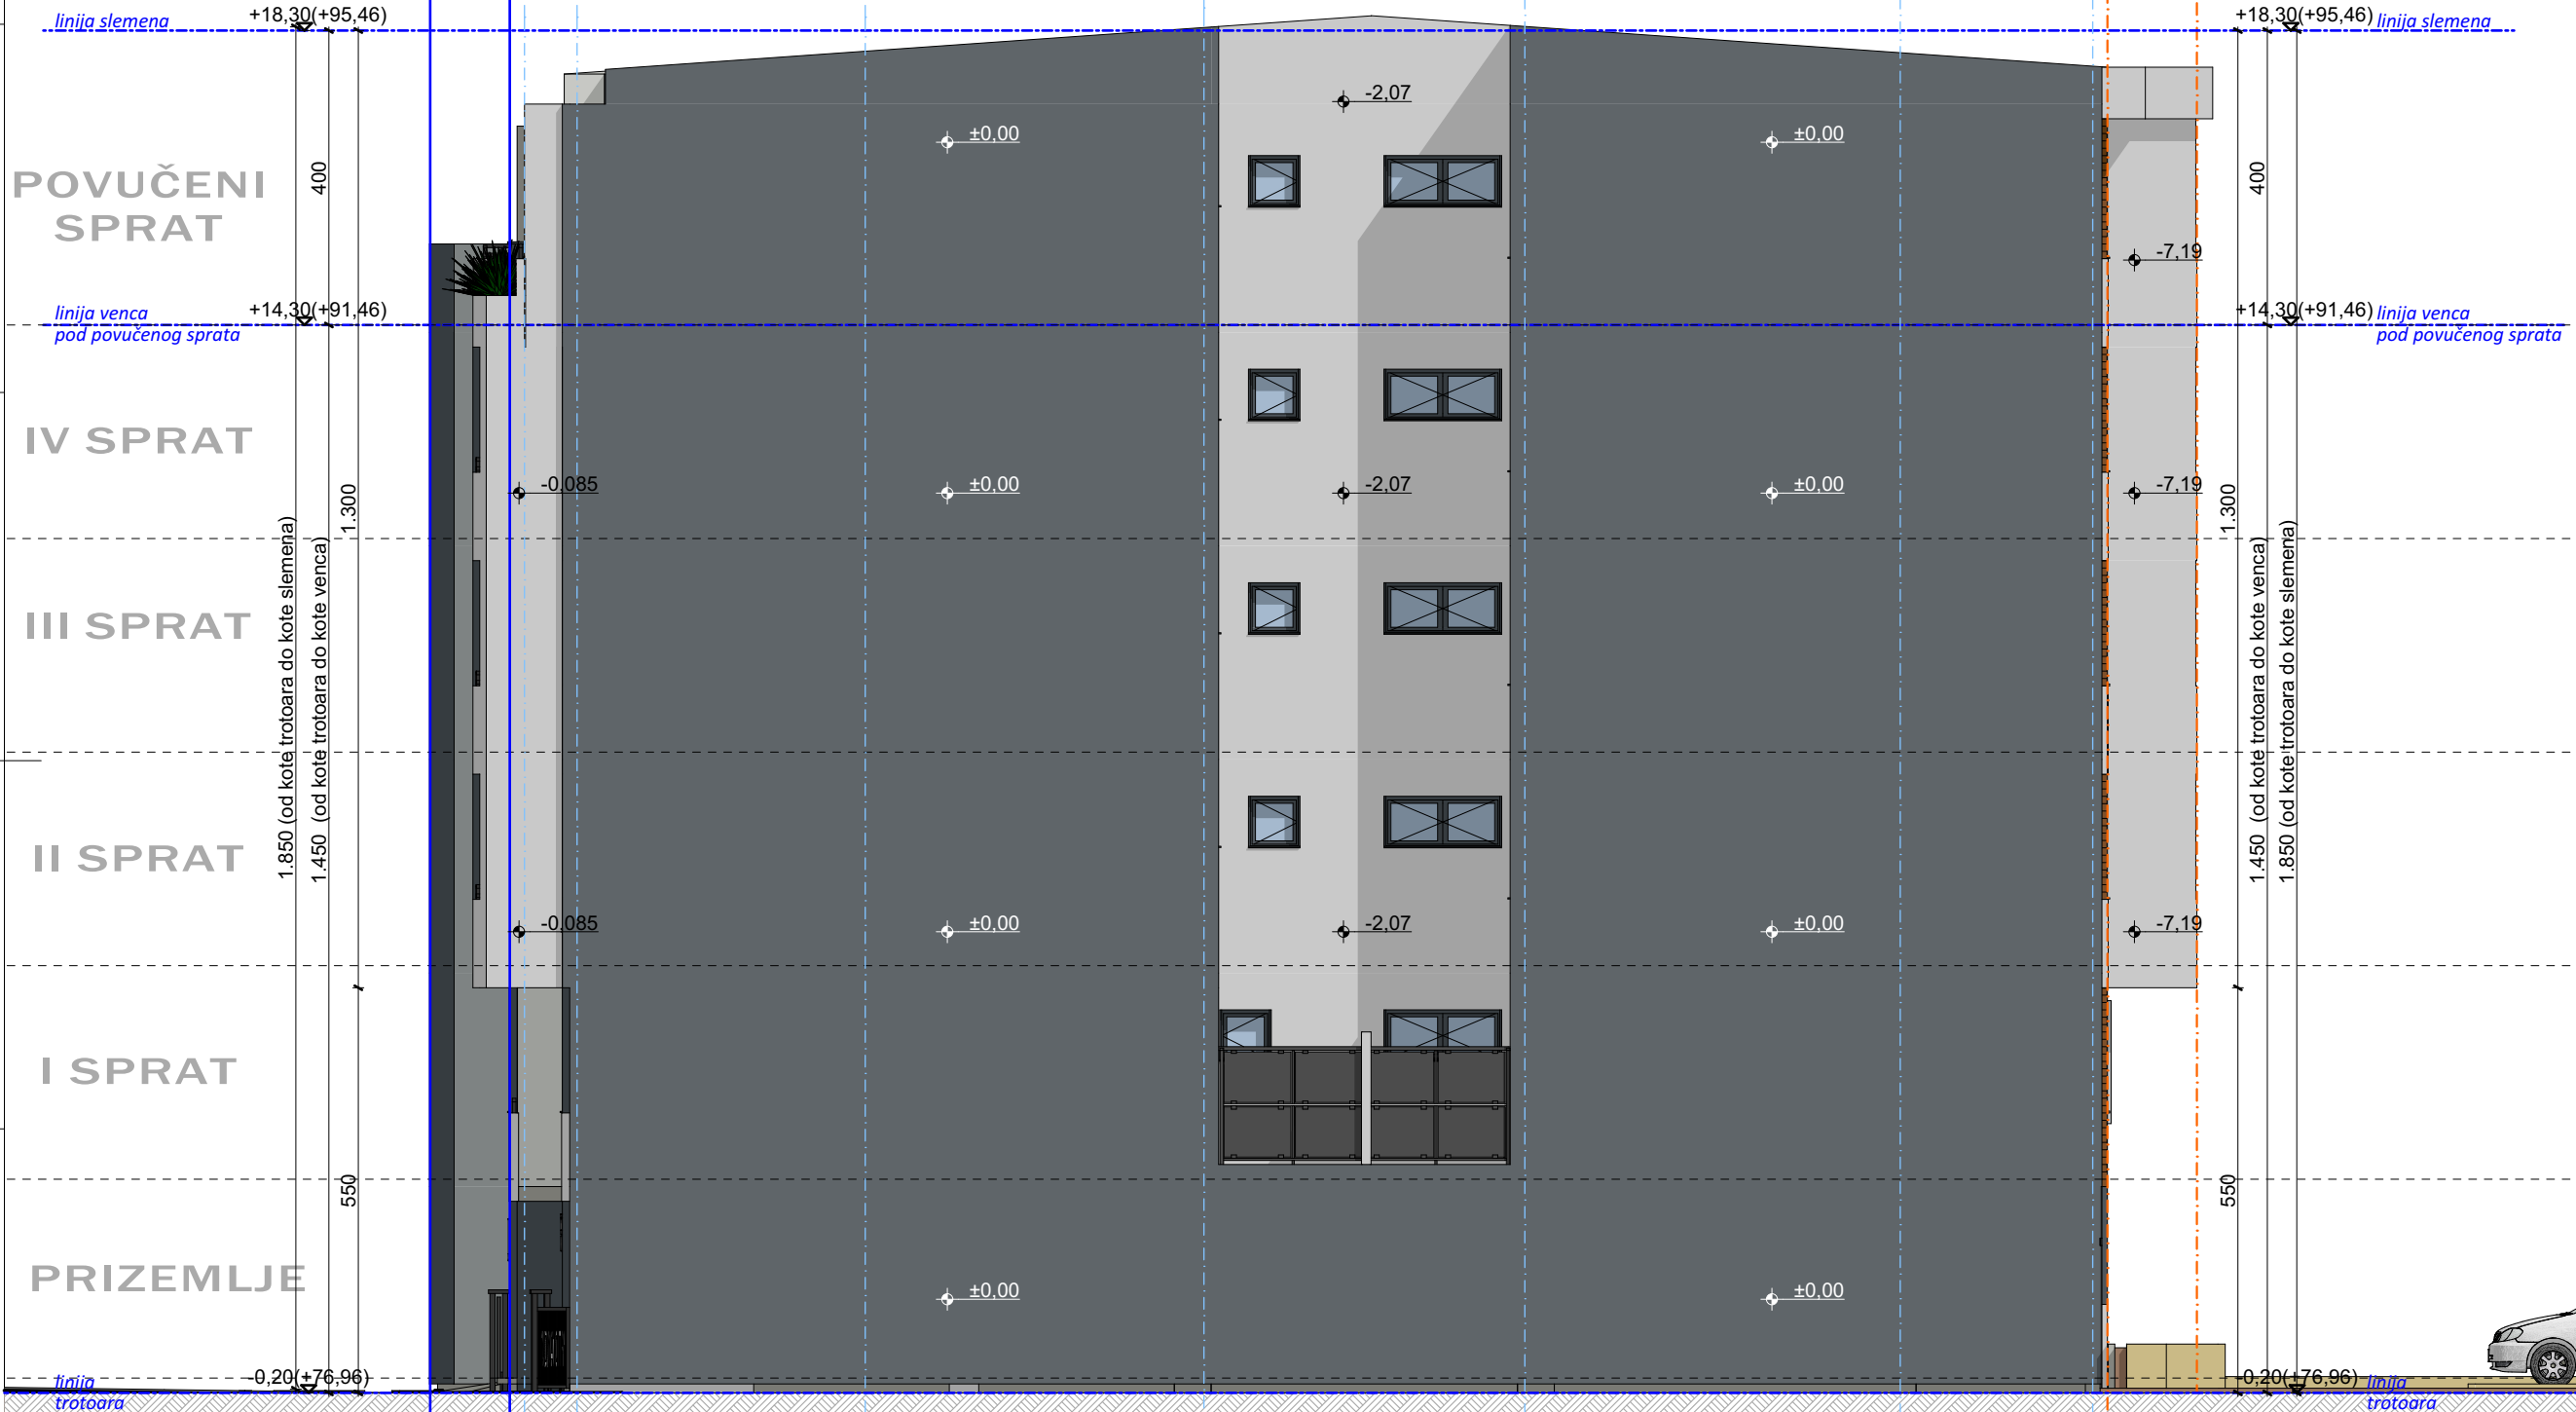 linija slemena
+18,30(+95,46)
+18,30(+95,46)
linija slemena
-2,07
±0,00
±0,00
400
400
POVUČENI
SPRAT
-7,19
linija venca
pod povučenog sprata
+14,30(+91,46)
+14,30(+91,46)
linija venca
pod povučenog sprata
IV SPRAT
-0,085
±0,00
-2,07
±0,00
-7,19
1.300
1.300
1.850 (od kote trotoara do kote slemena)
1.450 (od kote trotoara do kote venca)
1.450 (od kote trotoara do kote venca)
1.850 (od kote trotoara do kote slemena)
III SPRAT
II SPRAT
-0,085
±0,00
-2,07
±0,00
-7,19
I SPRAT
550
550
PRIZEMLJE
±0,00
±0,00
linija
trotoara
-0,20(+76,96)
-0,20(+76,96)
linija
trotoara